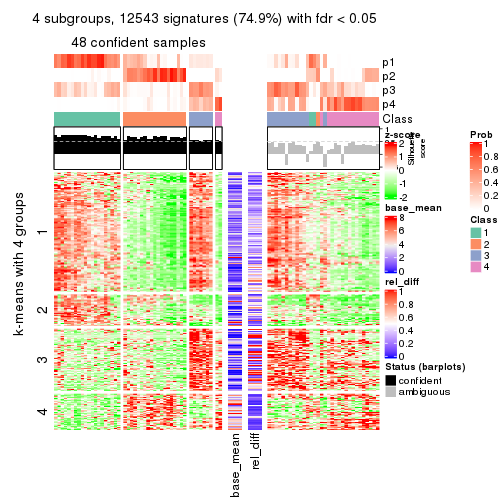 4 subgroups, 12543 signatures (74.9%) with fdr < 0.05
48 confident samples
p1
p2
p3
p4
Class
1
Silhouette
score
z-score
2
1
0
-1
-2
base_mean
8
6
4
2
0
rel_diff
1
0.8
0.6
0.4
0.2
0
Status (barplots)
confident
ambiguous
Prob
1
0.8
0.6
0.4
0.2
0
Class
1
2
3
4
k-means with 4 groups
1
2
3
4
base_mean
rel_diff